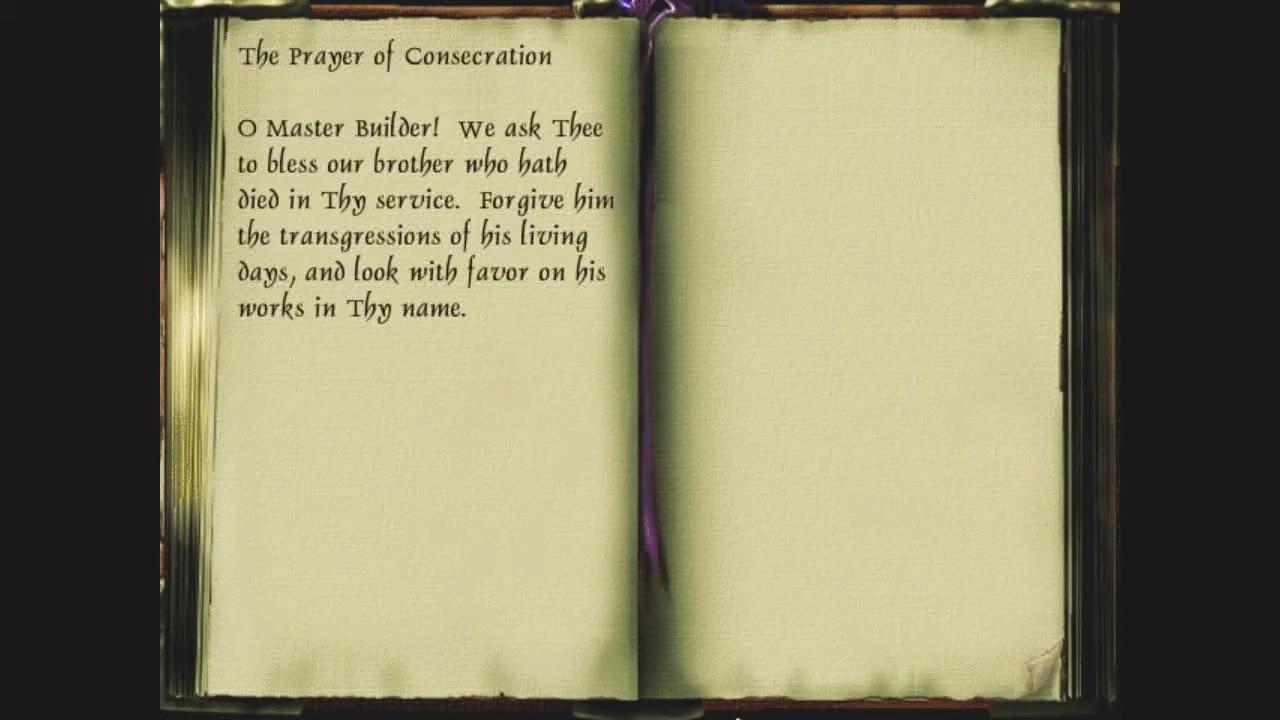 The Prayer of Consecration
O Master Builder!  We ask Thee
to bless our brother who hath
died in Thy service.  Forgive him
the transgressions of his living
days, and look with favor on his
works in Thy name.